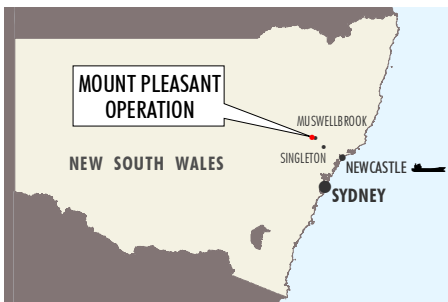 MOUNT PLEASANT
OPERATION
MUSWELLBROOK
SINGLETON
NEW SOUTH WALES
NEWCASTLE
SYDNEY